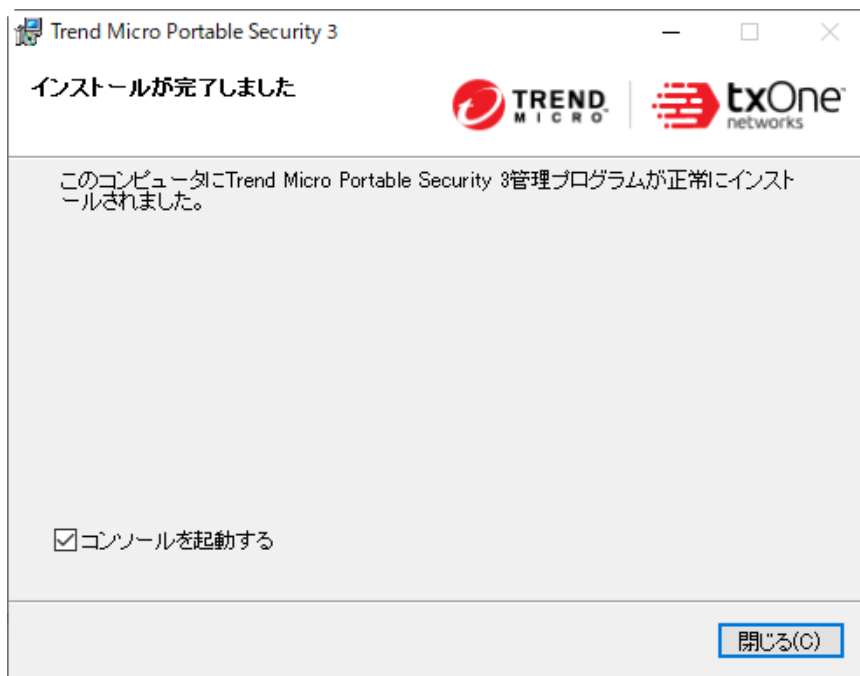 Trend Micro Portable Security 3
インストールが完了しました
TREND
MICRO
txOne
networks
このコンピュータにTrend Micro Portable Security 3管理プログラムが正常にインスト
ールされました。
コンソールを起動する
閉じる(C)